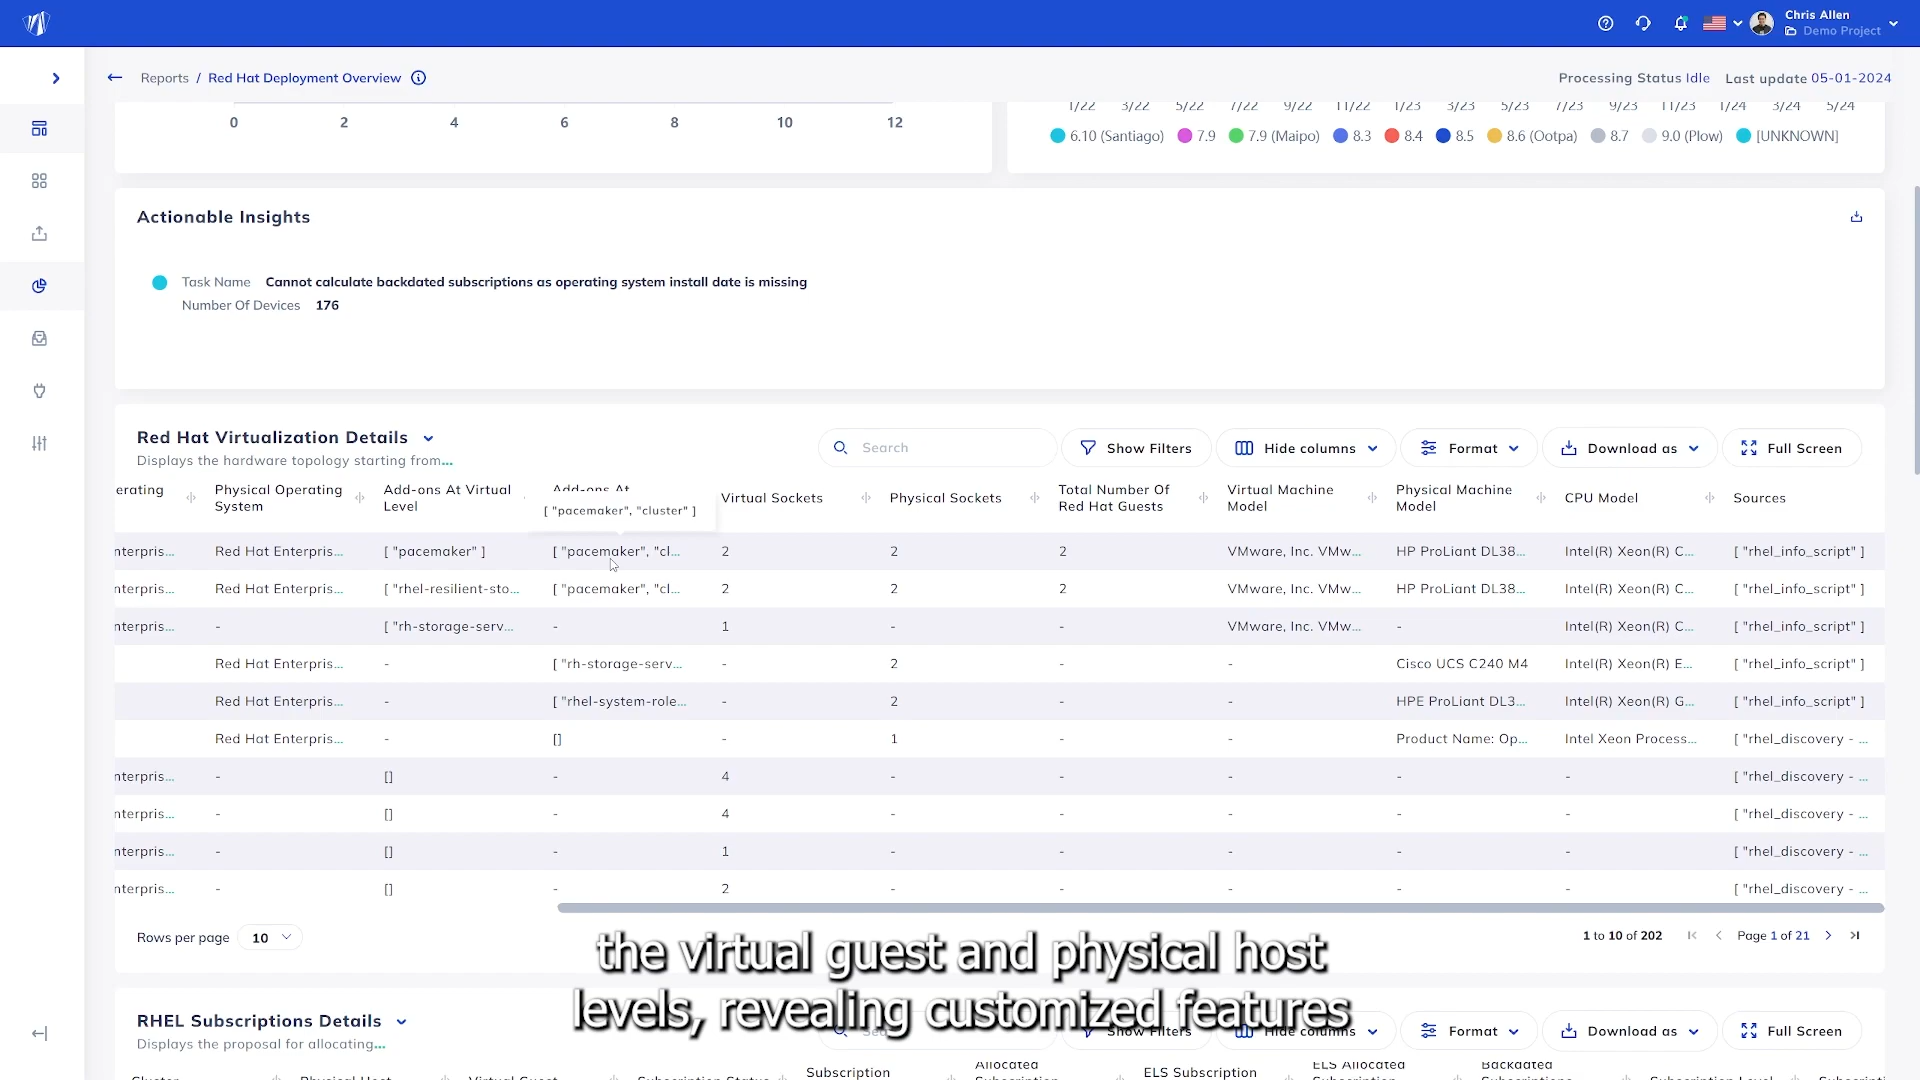 Chris Allen
Demo Project
Reports / Red Hat Deployment Overview
Processing Status Idle Last update 05-01-2024
0 2 4 6 8 10 12
1/22 3/22 5/22 7/22 9/22 11/22 1/23 3/23 5/23 7/23 9/23 11/23 1/24 3/24 5/24
6.10 (Santiago) 7.9 7.9 (Maipo) 8.3 8.4 8.5 8.6 (Ootpa) 8.7 9.0 (Plow) [UNKNOWN]
Actionable Insights
Task Name Cannot calculate backdated subscriptions as operating system install date is missing
Number Of Devices 176
Red Hat Virtualization Details
Displays the hardware topology starting from...
Search Show Filters Hide columns Format Download as Full Screen
erating
Physical Operating
System
Add-ons At Virtual
Level
Add-ons At
[ "pacemaker", "cluster" ]
Virtual Sockets
Physical Sockets
Total Number Of
Red Hat Guests
Virtual Machine
Model
Physical Machine
Model
CPU Model
Sources
nterpris... Red Hat Enterpris... [ "pacemaker" ] [ "pacemaker", "cl... 2 2 2 VMware, Inc. VMw... HP ProLiant DL38... Intel(R) Xeon(R) C... [ "rhel_info_script" ]
nterpris... Red Hat Enterpris... [ "rhel-resilient-sto... [ "pacemaker", "cl... 2 2 2 VMware, Inc. VMw... HP ProLiant DL38... Intel(R) Xeon(R) C... [ "rhel_info_script" ]
nterpris... - [ "rh-storage-serv... - 1 - - VMware, Inc. VMw... - Intel(R) Xeon(R) C... [ "rhel_info_script" ]
Red Hat Enterpris... - [ "rh-storage-serv... - 2 - - Cisco UCS C240 M4 Intel(R) Xeon(R) E... [ "rhel_info_script" ]
Red Hat Enterpris... - [ "rhel-system-role... - 2 - - HPE ProLiant DL3... Intel(R) Xeon(R) G... [ "rhel_info_script" ]
Red Hat Enterpris... - [] - 1 - - Product Name: Op... Intel Xeon Process... [ "rhel_discovery - ...
nterpris... - [] - 4 - - - - - [ "rhel_discovery - ...
nterpris... - [] - 4 - - - - - [ "rhel_discovery - ...
nterpris... - [] - 1 - - - - - [ "rhel_discovery - ...
nterpris... - [] - 2 - - - - - [ "rhel_discovery - ...
Rows per page 10
1 to 10 of 202 Page 1 of 21
the virtual guest and physical host
levels, revealing customized features
RHEL Subscriptions Details
Displays the proposal for allocating...
Show Filters Hide columns Format Download as Full Screen
Cluster
Physical Host
Virtual Guest
Subscription Status
Subscription
Allocated
Subscription
ELS Subscription
ELS Allocated
Subscription
Backdated
Subscriptions
Subscription Level